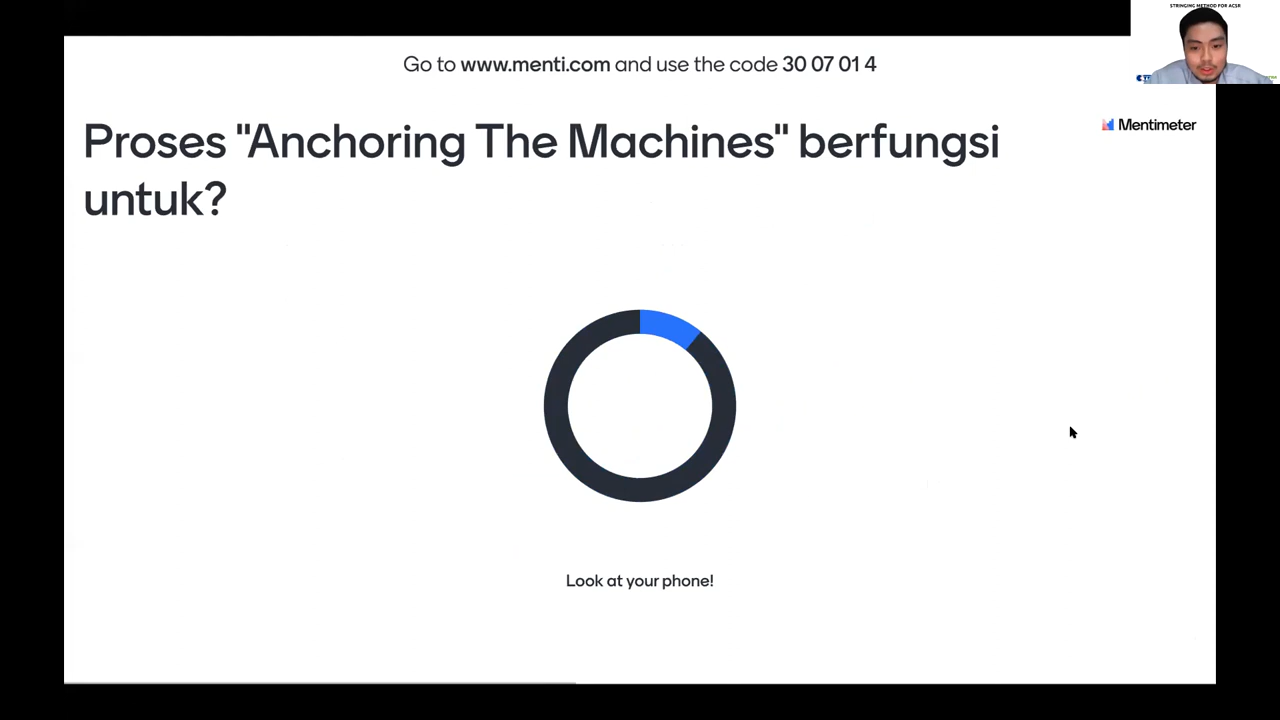 STRINGING METHOD FOR ACSR
Go to www.menti.com and use the code 30 07 01 4
Mentimeter
Proses "Anchoring The Machines" berfungsi
untuk?
Look at your phone!